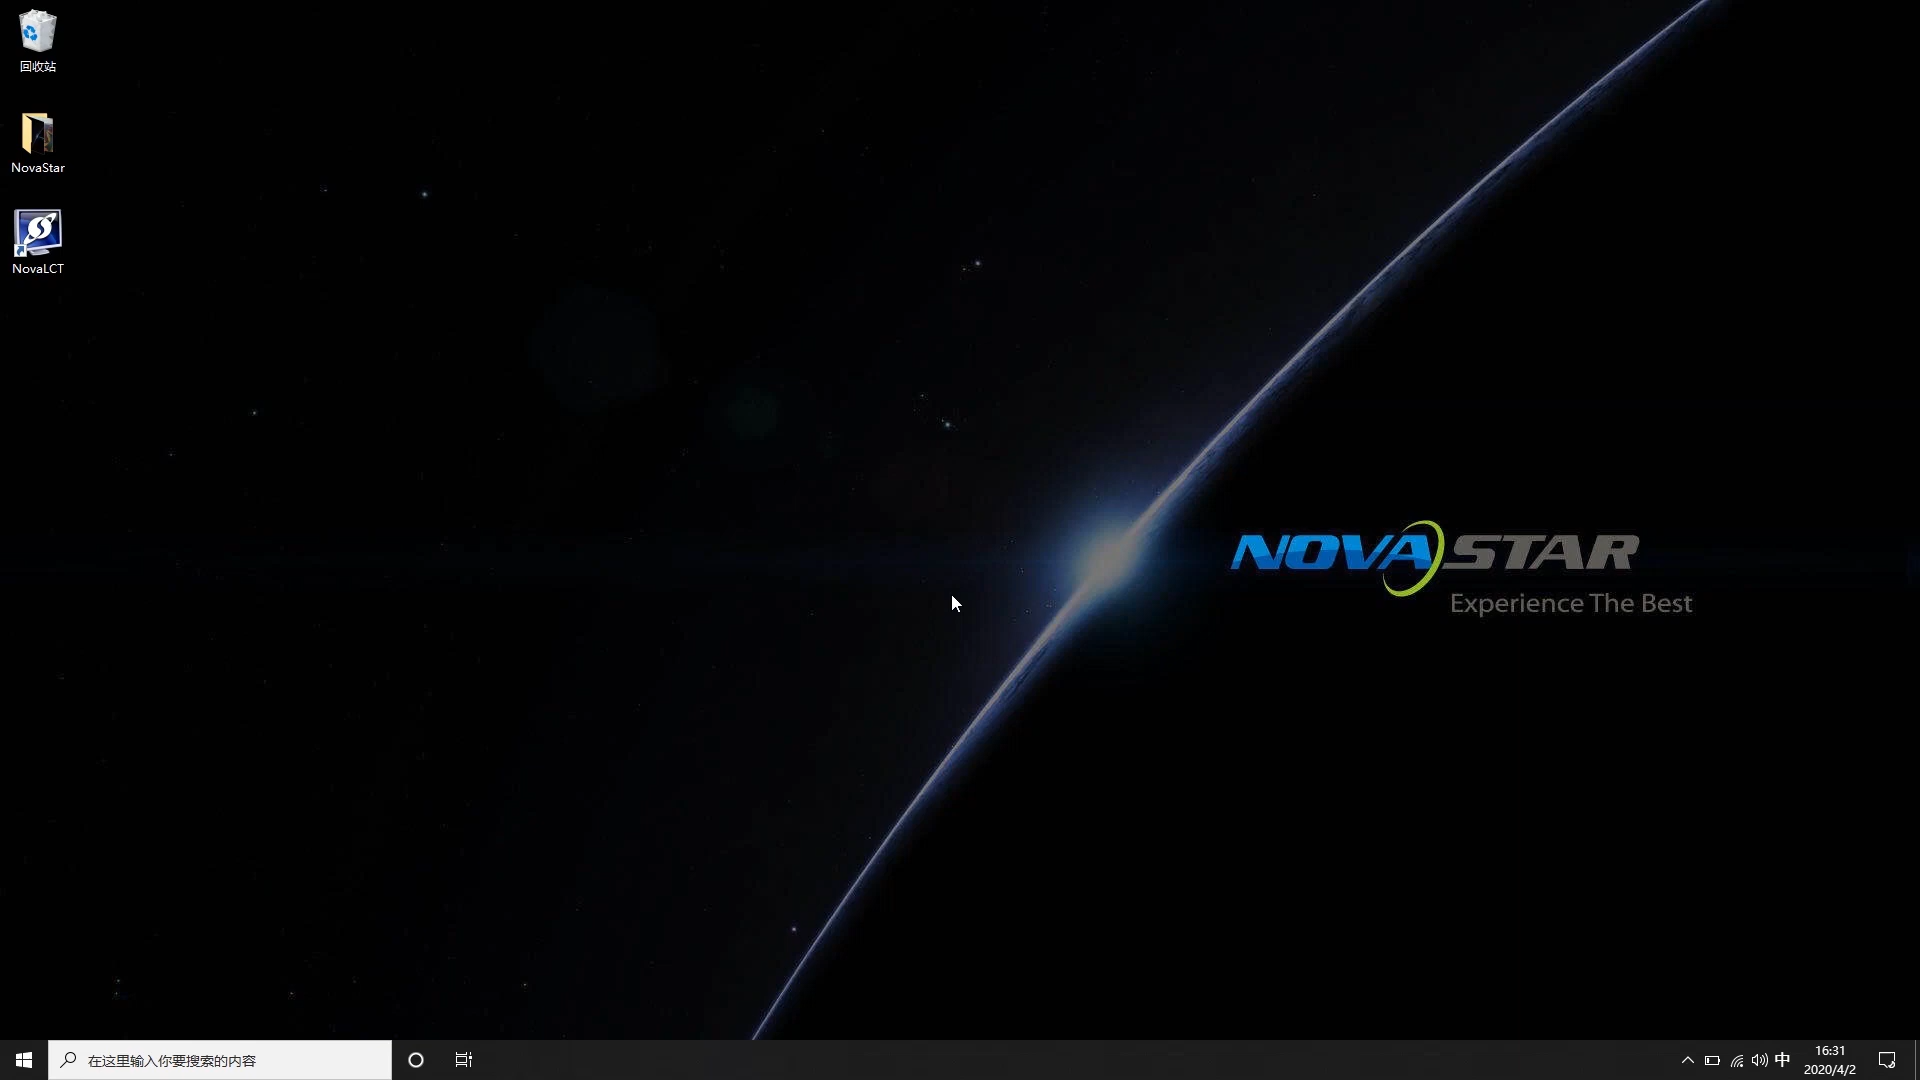 回收站
NovaStar
NovaLCT
NOVASTAR
Experience The Best
在这里输入你要搜索的内容
中
16:31
2020/4/2